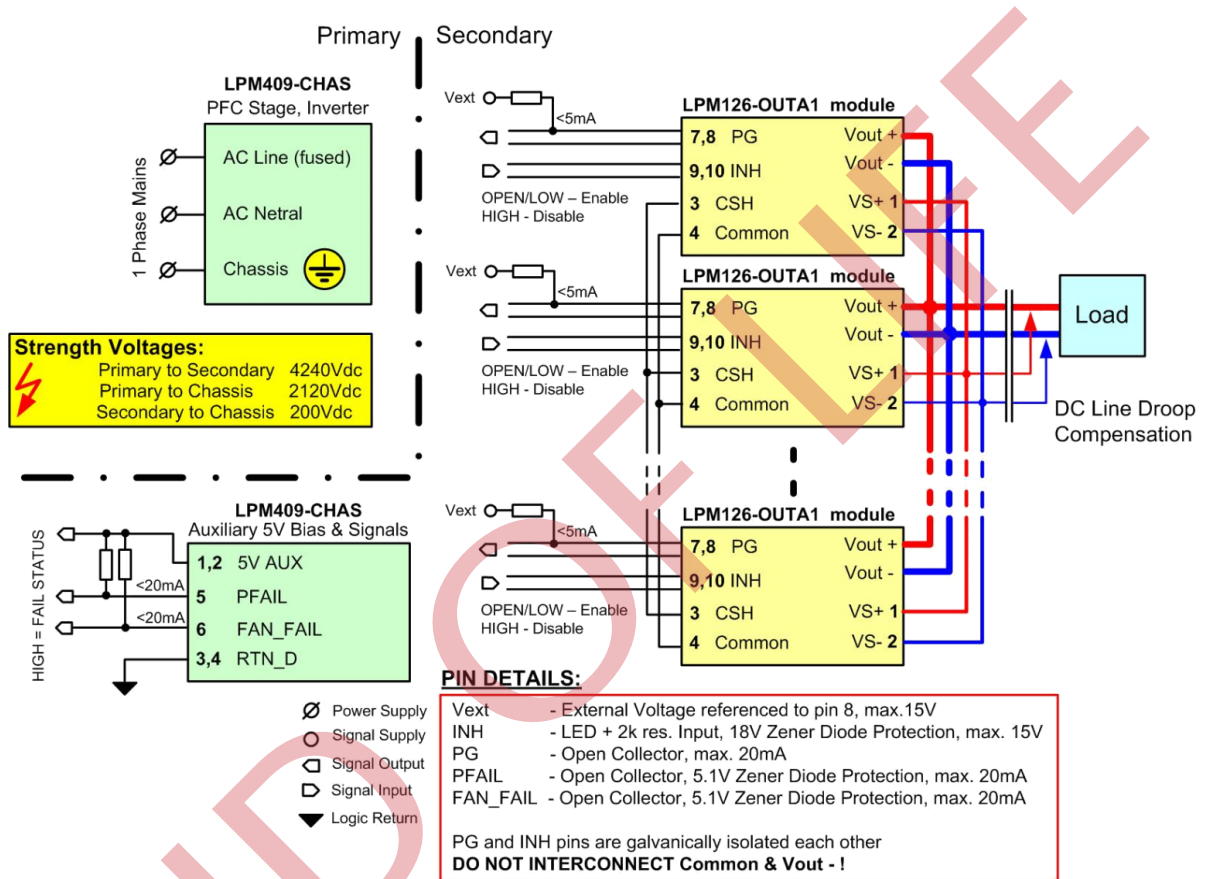 Primary
Secondary
LPM409-CHAS
PFC Stage, Inverter
1 Phase Mains
AC Line (fused)
AC Netral
Chassis
Strength Voltages:
Primary to Secondary 4240Vdc
Primary to Chassis 2120Vdc
Secondary to Chassis 200Vdc
LPM409-CHAS
Auxiliary 5V Bias & Signals
HIGH = FAIL STATUS
1,2 5V AUX
<20mA 5 PFAIL
<20mA 6 FAN_FAIL
3,4 RTN_D
Power Supply
Signal Supply
Signal Output
Signal Input
Logic Return
Vext
<5mA
OPEN/LOW – Enable
HIGH - Disable
LPM126-OUTA1 module
7,8 PG Vout +
Vout -
9,10 INH
3 CSH VS+ 1
4 Common VS- 2
Vext
<5mA
OPEN/LOW – Enable
HIGH - Disable
LPM126-OUTA1 module
7,8 PG Vout +
9,10 INH Vout -
3 CSH VS+ 1
4 Common VS- 2
Load
DC Line Droop
Compensation
Vext
<5mA
OPEN/LOW – Enable
HIGH - Disable
LPM126-OUTA1 module
7,8 PG Vout +
9,10 INH Vout -
3 CSH VS+ 1
4 Common VS- 2
PIN DETAILS:
Vext - External Voltage referenced to pin 8, max.15V
INH - LED + 2k res. Input, 18V Zener Diode Protection, max. 15V
PG - Open Collector, max. 20mA
PFAIL - Open Collector, 5.1V Zener Diode Protection, max. 20mA
FAN_FAIL - Open Collector, 5.1V Zener Diode Protection, max. 20mA
PG and INH pins are galvanically isolated each other
DO NOT INTERCONNECT Common & Vout - !
ND OF LIFE